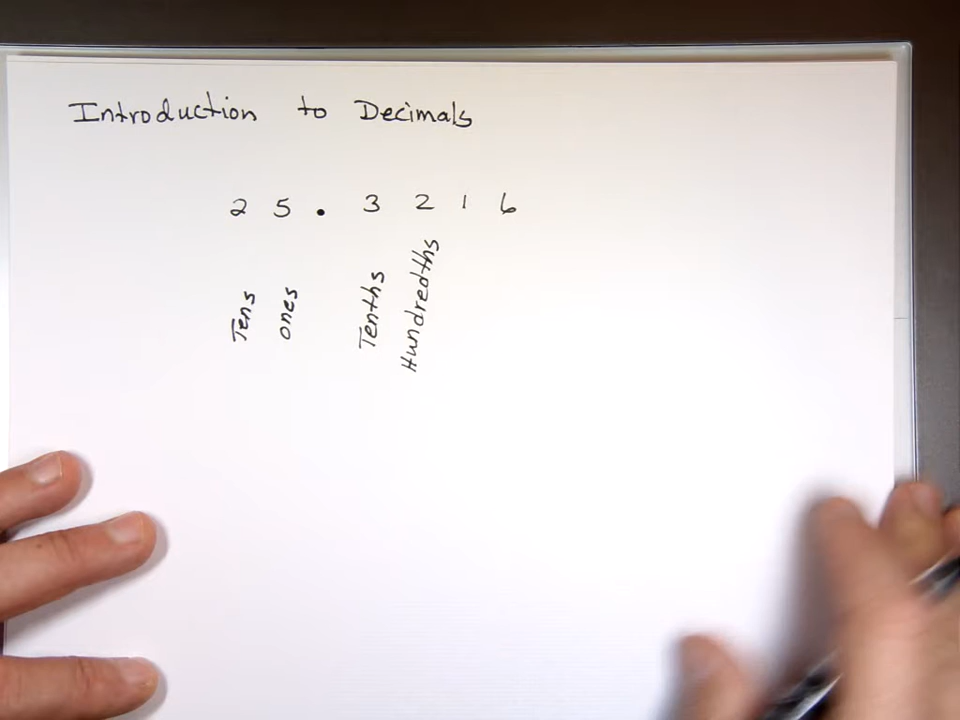 Introduction to Decimals
2 5 . 3 2 1 6
Tens ones Tenths Hundredths